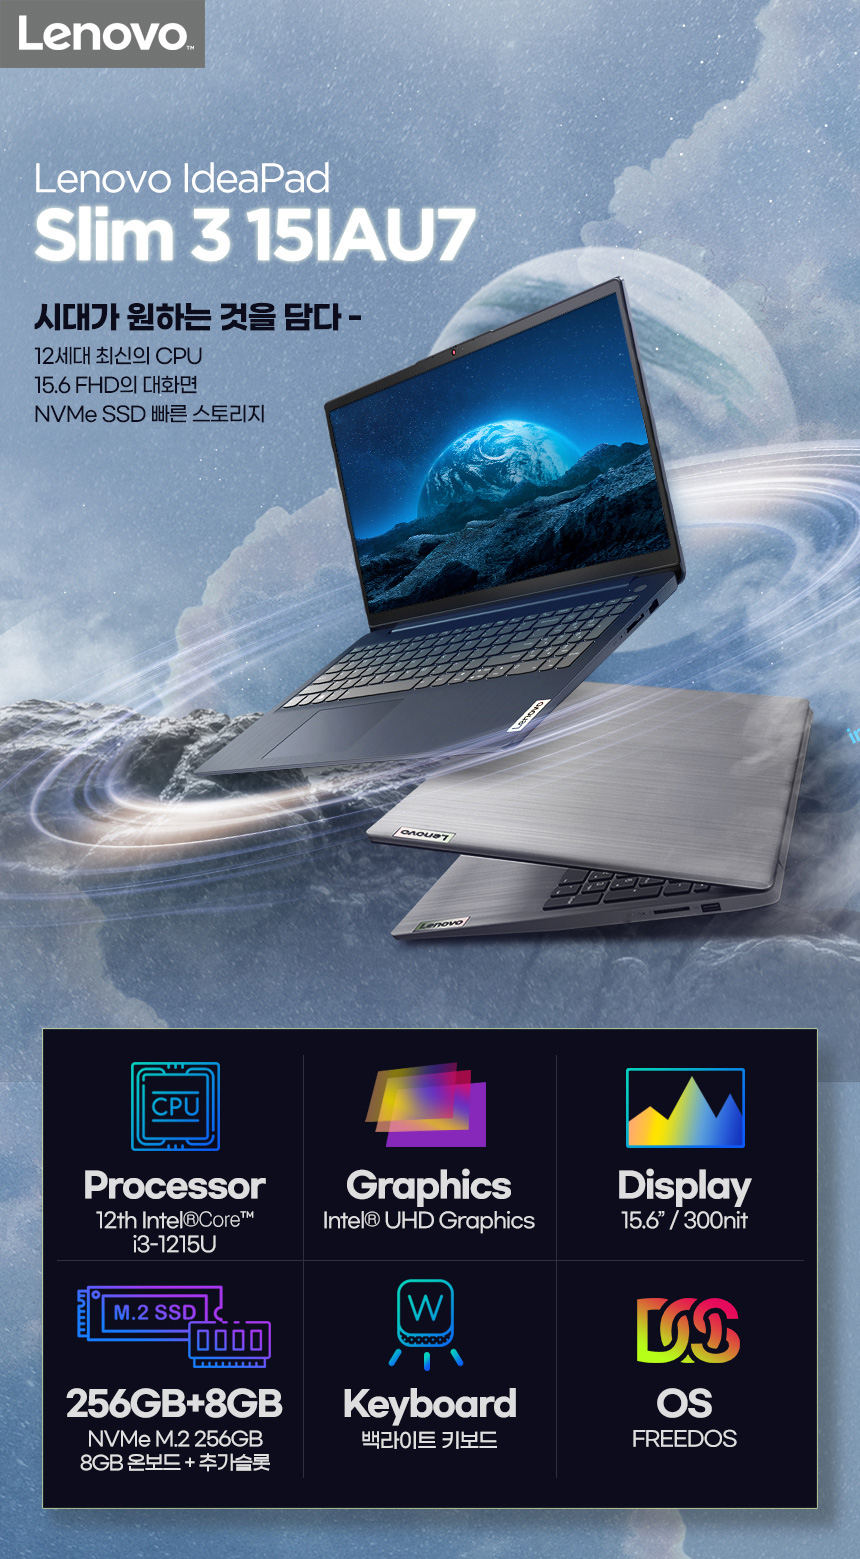 Lenovo™
Lenovo IdeaPad
Slim 3 15IAU7
시대가 원하는 것을 담다 -
12세대 최신의 CPU
15.6 FHD의 대화면
NVMe SSD 빠른 스토리지
Lenovo
Lenovo
Lenovo
CPU
Processor
12th Intel®Core™
i3-1215U
Graphics
Intel® UHD Graphics
Display
15.6” / 300nit
M.2 SSD
256GB+8GB
NVMe M.2 256GB
8GB 온보드 + 추가슬롯
W
Keyboard
백라이트 키보드
DOS
OS
FREEDOS